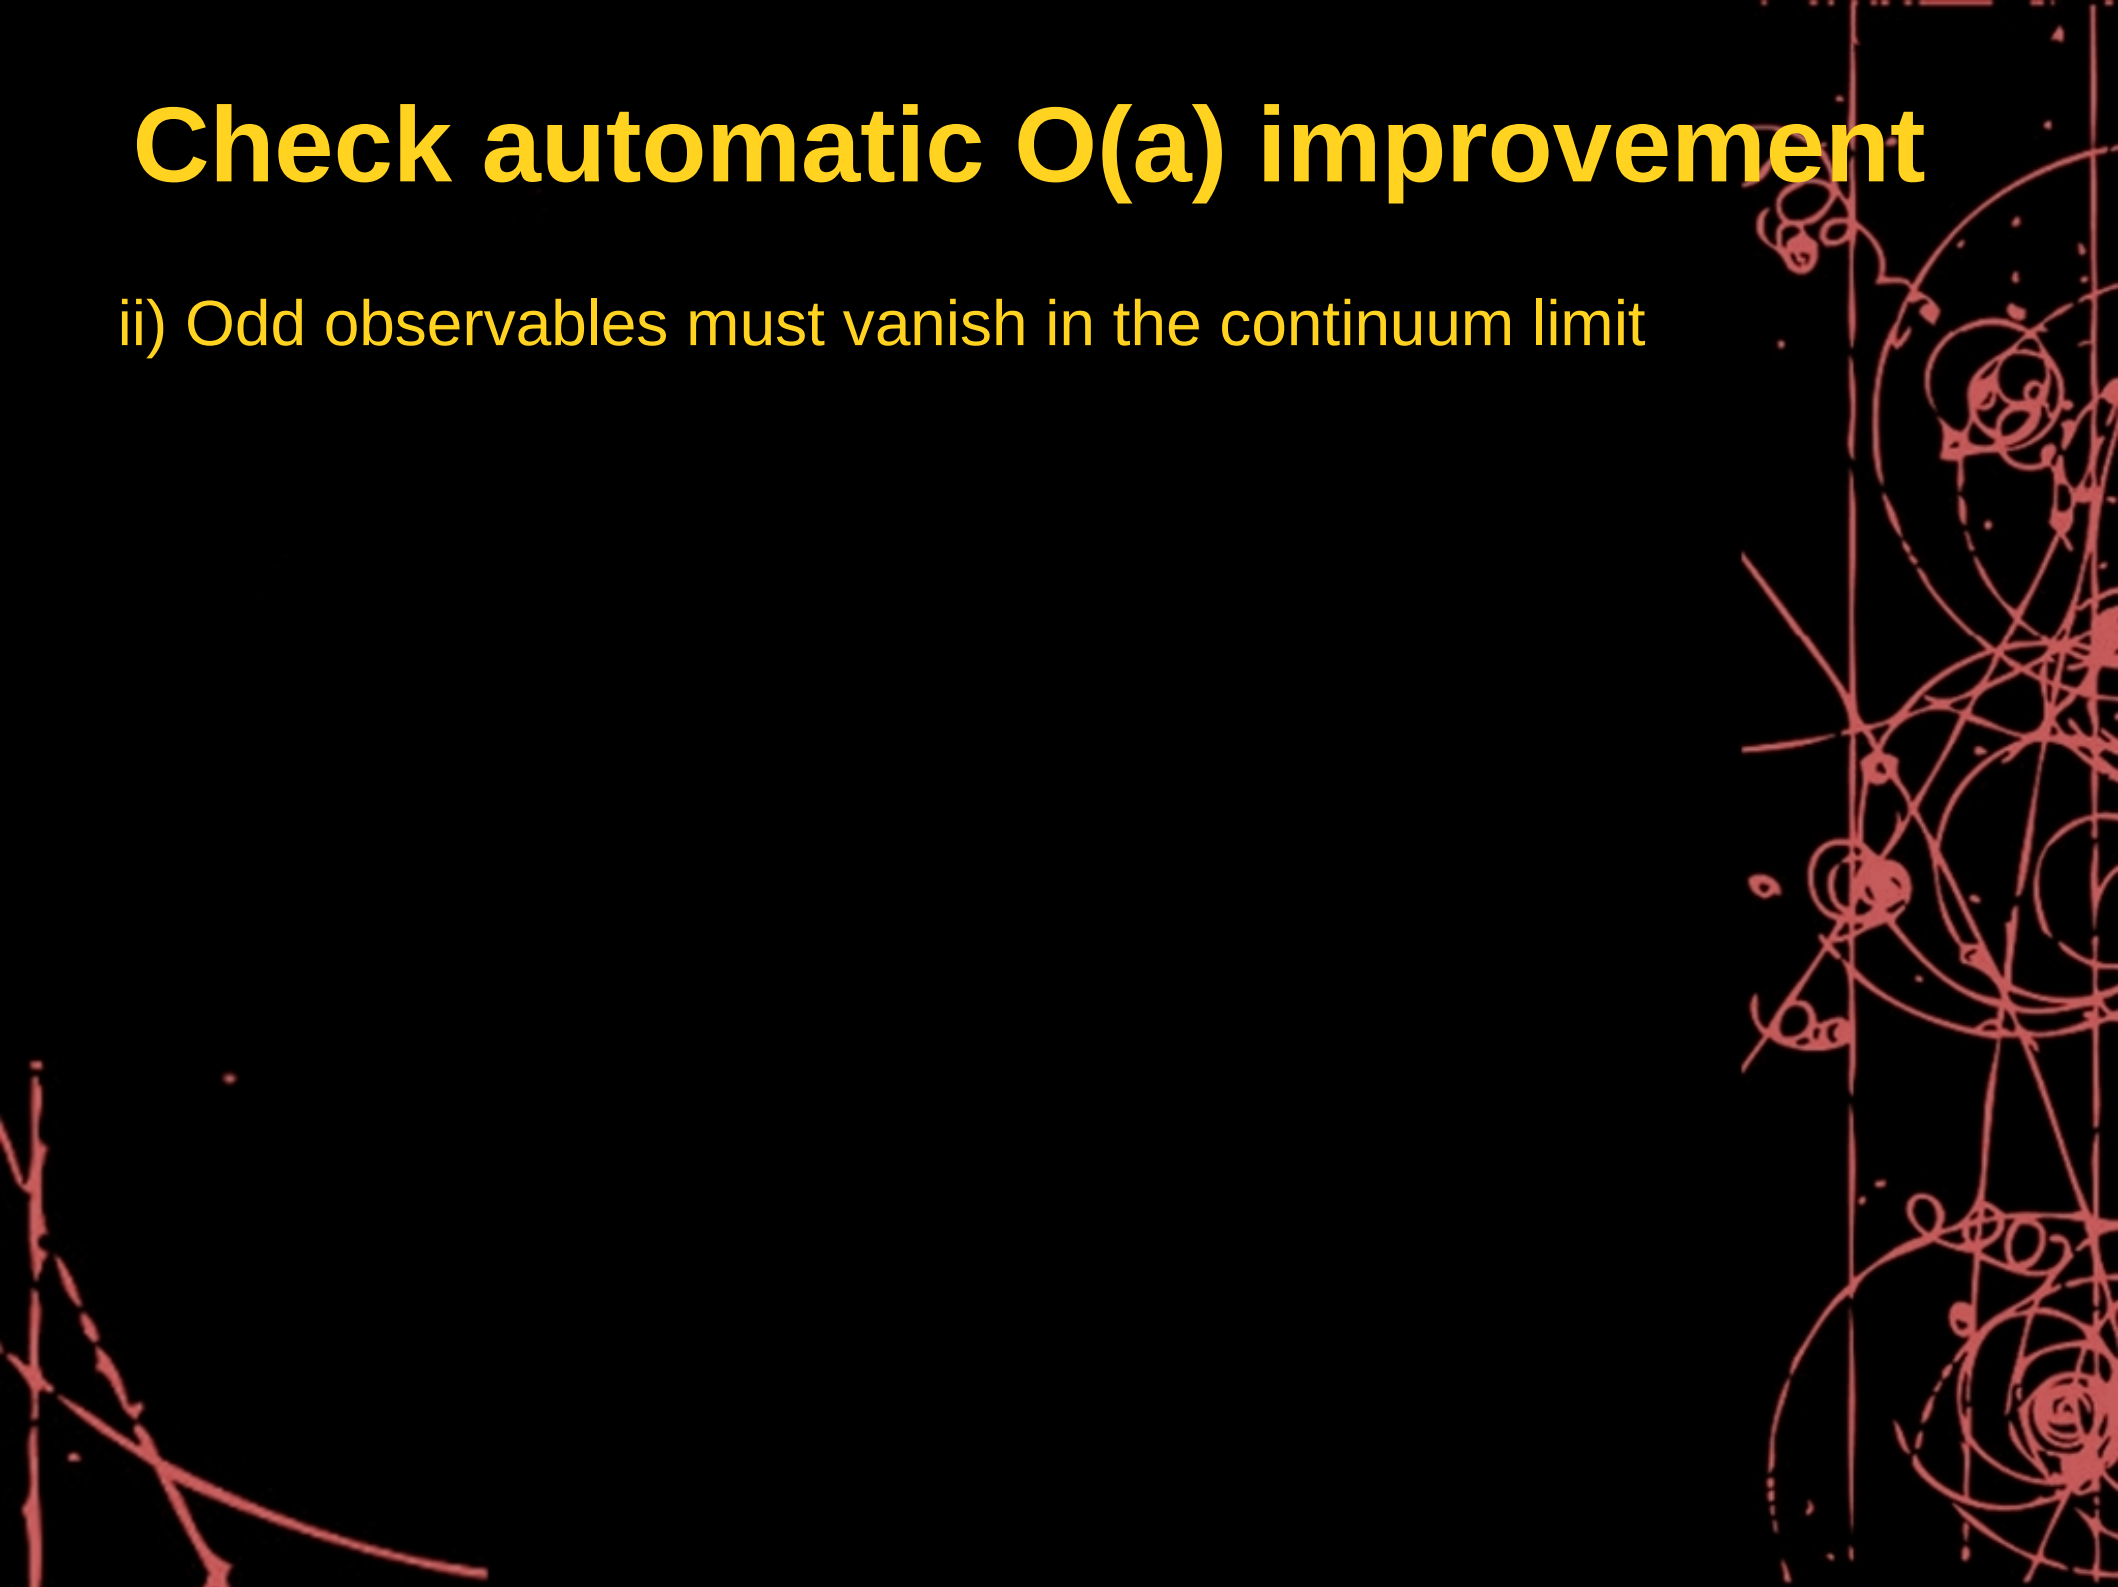 Check automatic O(a) improvement
ii) Odd observables must vanish in the continuum limit